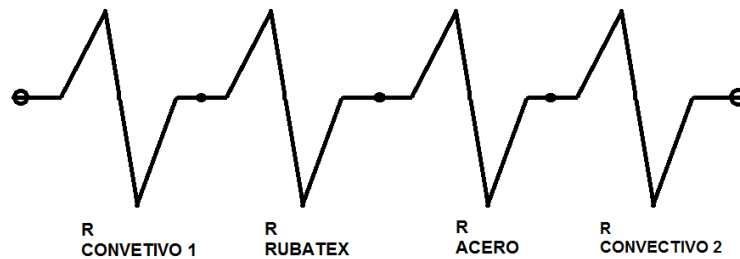 R
CONVETIVO 1
R
RUBATEX
R
ACERO
R
CONVECTIVO 2